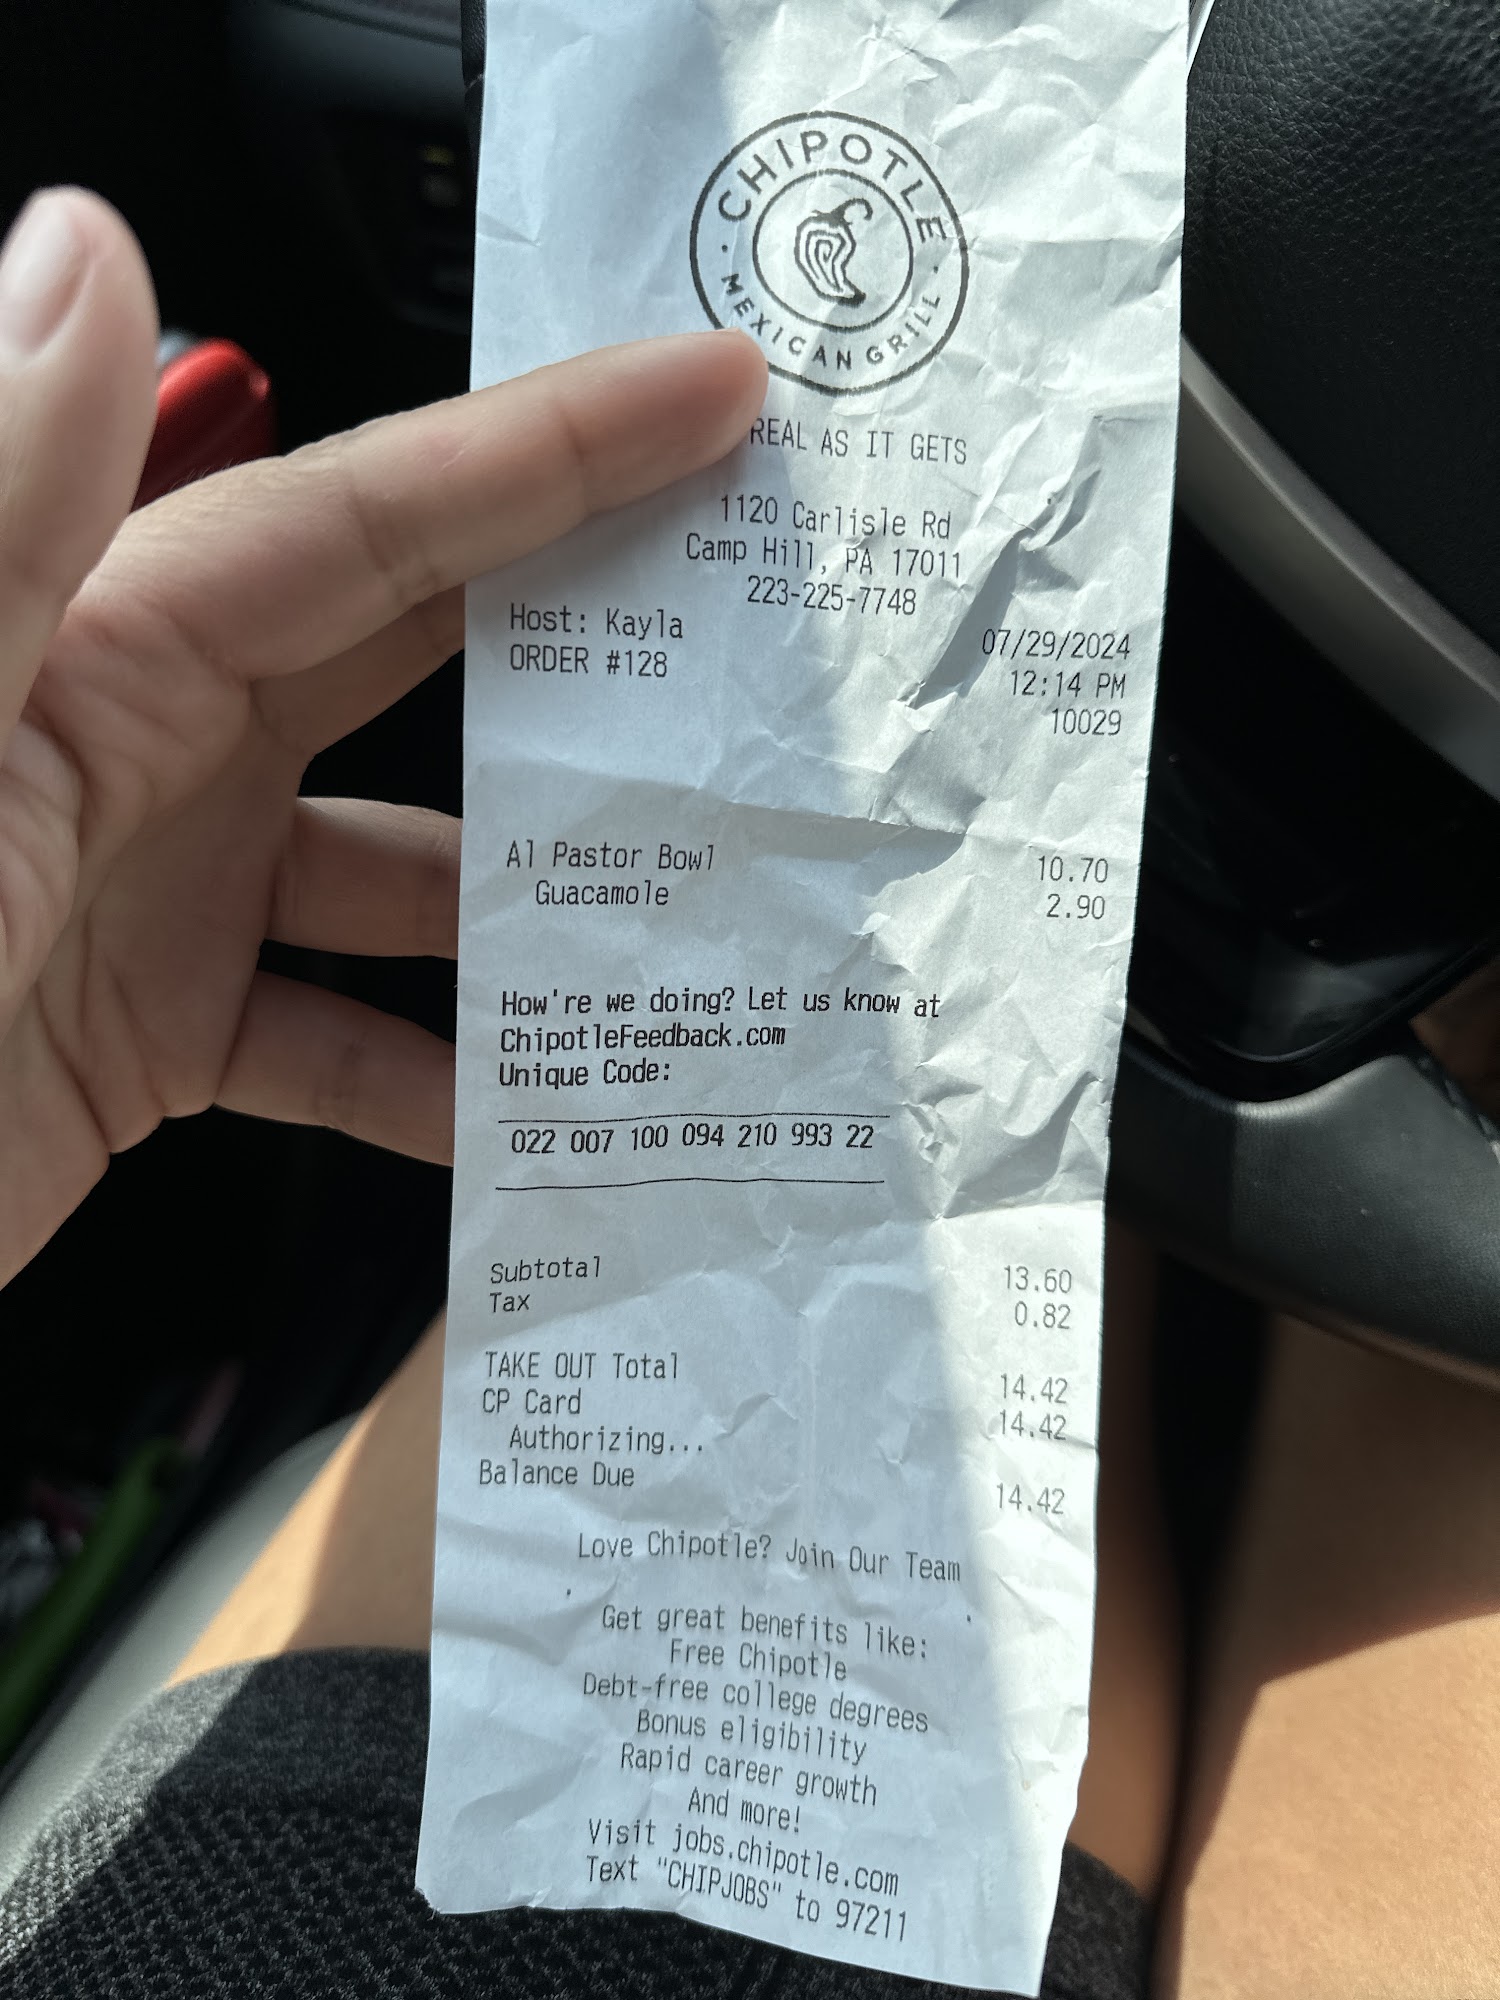 CHIPOTLE
MEXICAN GRILL
REAL AS IT GETS
1120 Carlisle Rd
Camp Hill, PA 17011
223-225-7748
Host: Kayla
07/29/2024
ORDER #128
12:14 PM
10029
Al Pastor Bowl 10.70
Guacamole 2.90
How're we doing? Let us know at
ChipotleFeedback.com
Unique Code:
022 007 100 094 210 993 22
Subtotal 13.60
Tax 0.82
TAKE OUT Total 14.42
CP Card 14.42
Authorizing...
Balance Due 14.42
Love Chipotle? Join Our Team
Get great benefits like:
Free Chipotle
Debt-free college degrees
Bonus eligibility
Rapid career growth
And more!
Visit jobs.chipotle.com
Text "CHIPJOBS" to 97211